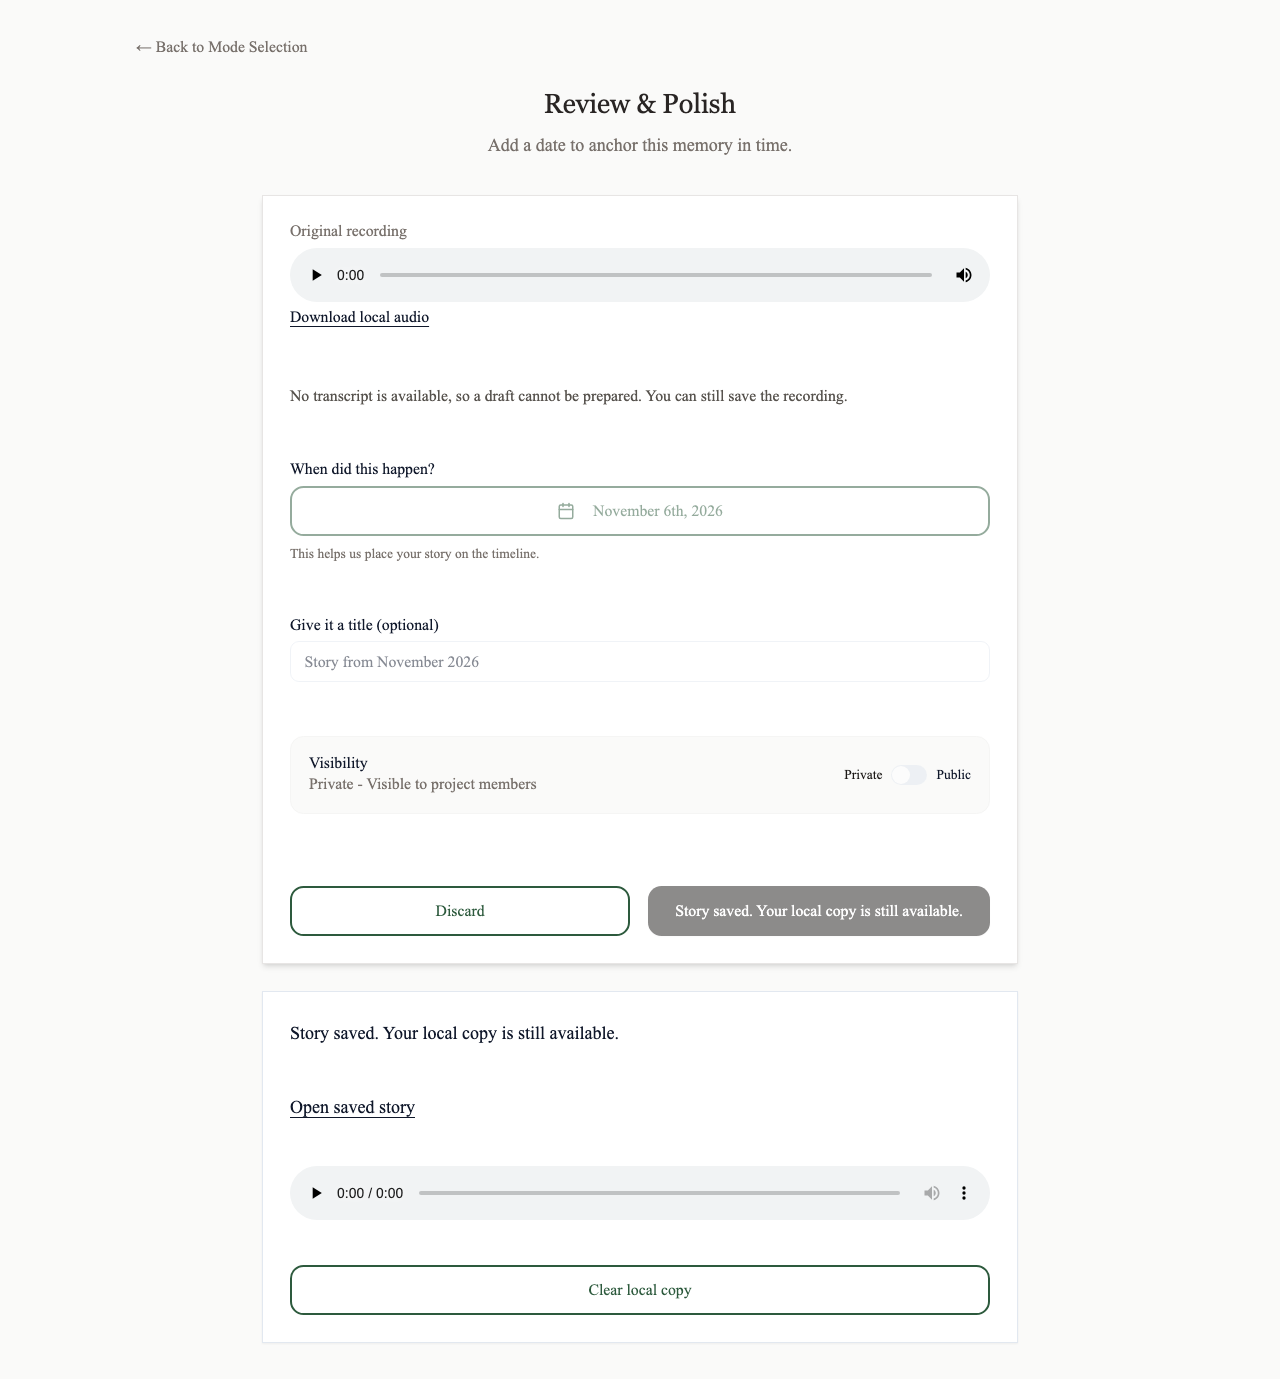 ← Back to Mode Selection
Review & Polish
Add a date to anchor this memory in time.
Original recording
0:00
Download local audio
No transcript is available, so a draft cannot be prepared. You can still save the recording.
When did this happen?
November 6th, 2026
This helps us place your story on the timeline.
Give it a title (optional)
Story from November 2026
Visibility
Private - Visible to project members
Private
Public
Discard
Story saved. Your local copy is still available.
Story saved. Your local copy is still available.
Open saved story
0:00 / 0:00
Clear local copy